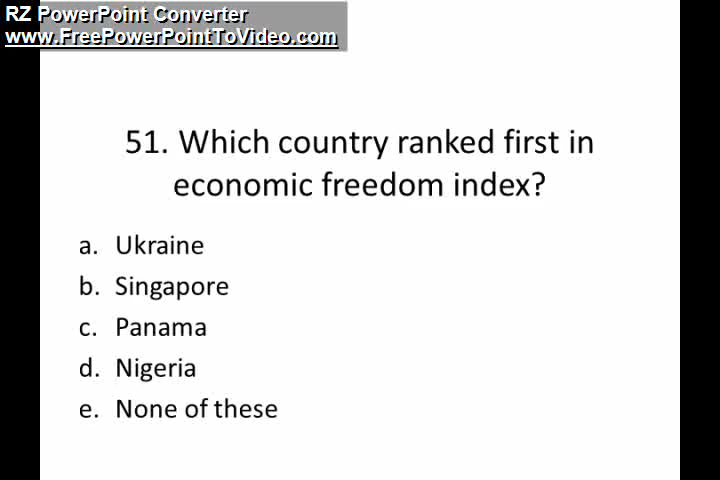 RZ PowerPoint Converter
www.FreePowerPointToVideo.com
51. Which country ranked first in
economic freedom index?
a. Ukraine
b. Singapore
c. Panama
d. Nigeria
e. None of these